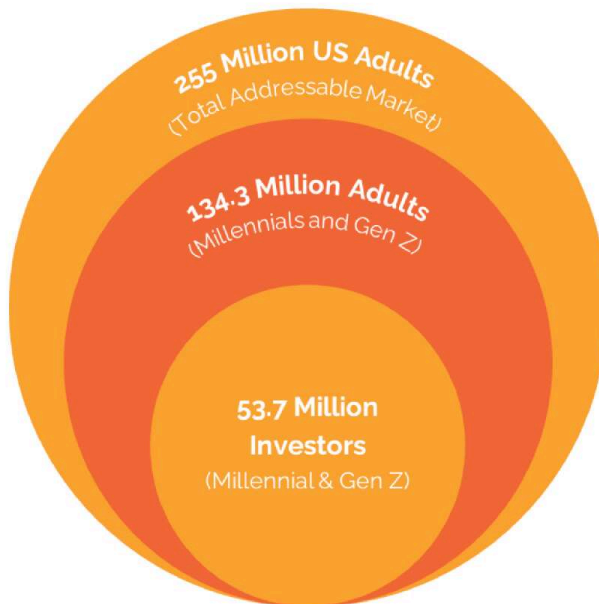 255 Million US Adults
(Total Addressable Market)
134.3 Million Adults
(Millennials and Gen Z)
53.7 Million
Investors
(Millennial & Gen Z)